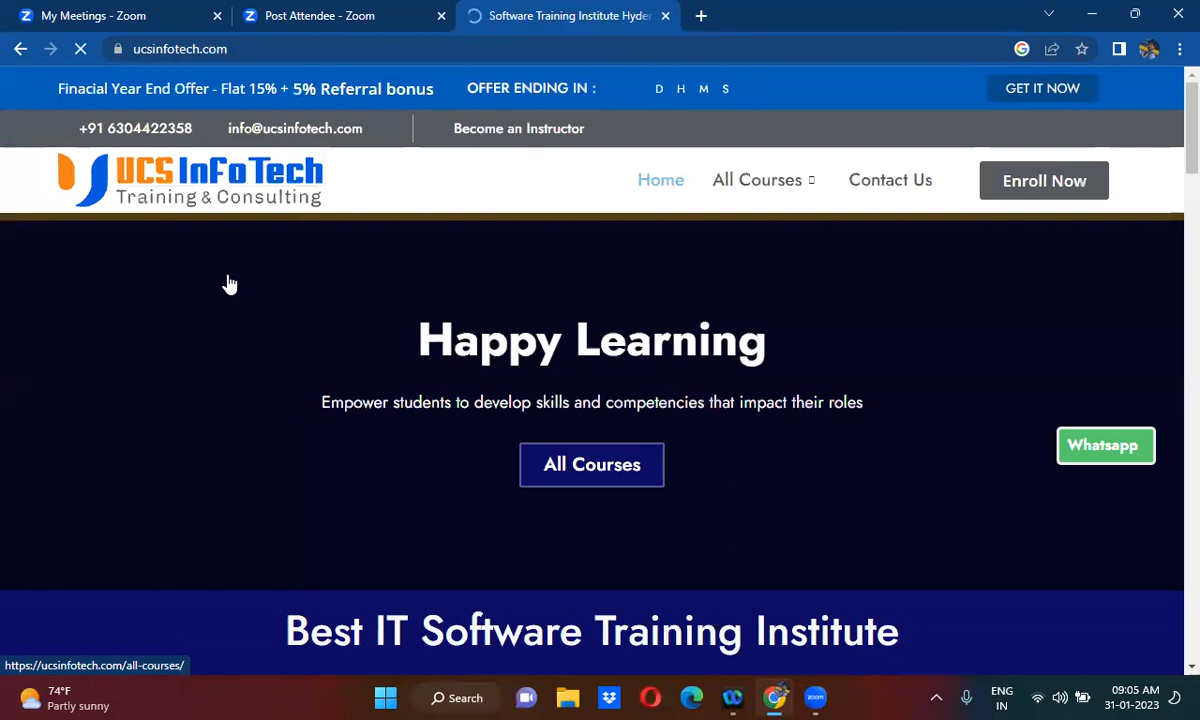 My Meetings - Zoom
Post Attendee - Zoom
Software Training Institute Hyder
ucsinfotech.com
Finacial Year End Offer - Flat 15% + 5% Referral bonus
OFFER ENDING IN :
D H M S
GET IT NOW
+91 6304422358
info@ucsinfotech.com
Become an Instructor
UCS InFoTech
Training & Consulting
Home
All Courses
Contact Us
Enroll Now
Happy Learning
Empower students to develop skills and competencies that impact their roles
All Courses
Whatsapp
Best IT Software Training Institute
https://ucsinfotech.com/all-courses/
74°F
Partly sunny
Search
ENG
IN
09:05 AM
31-01-2023